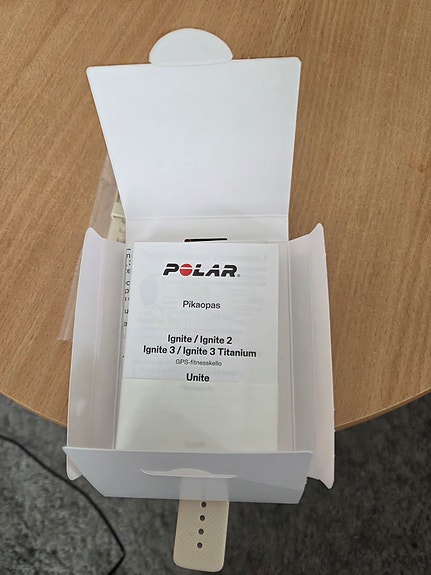 POLAR®
Pikaopas
Ignite / Ignite 2
Ignite 3 / Ignite 3 Titanium
GPS-fitnesskello
Unite